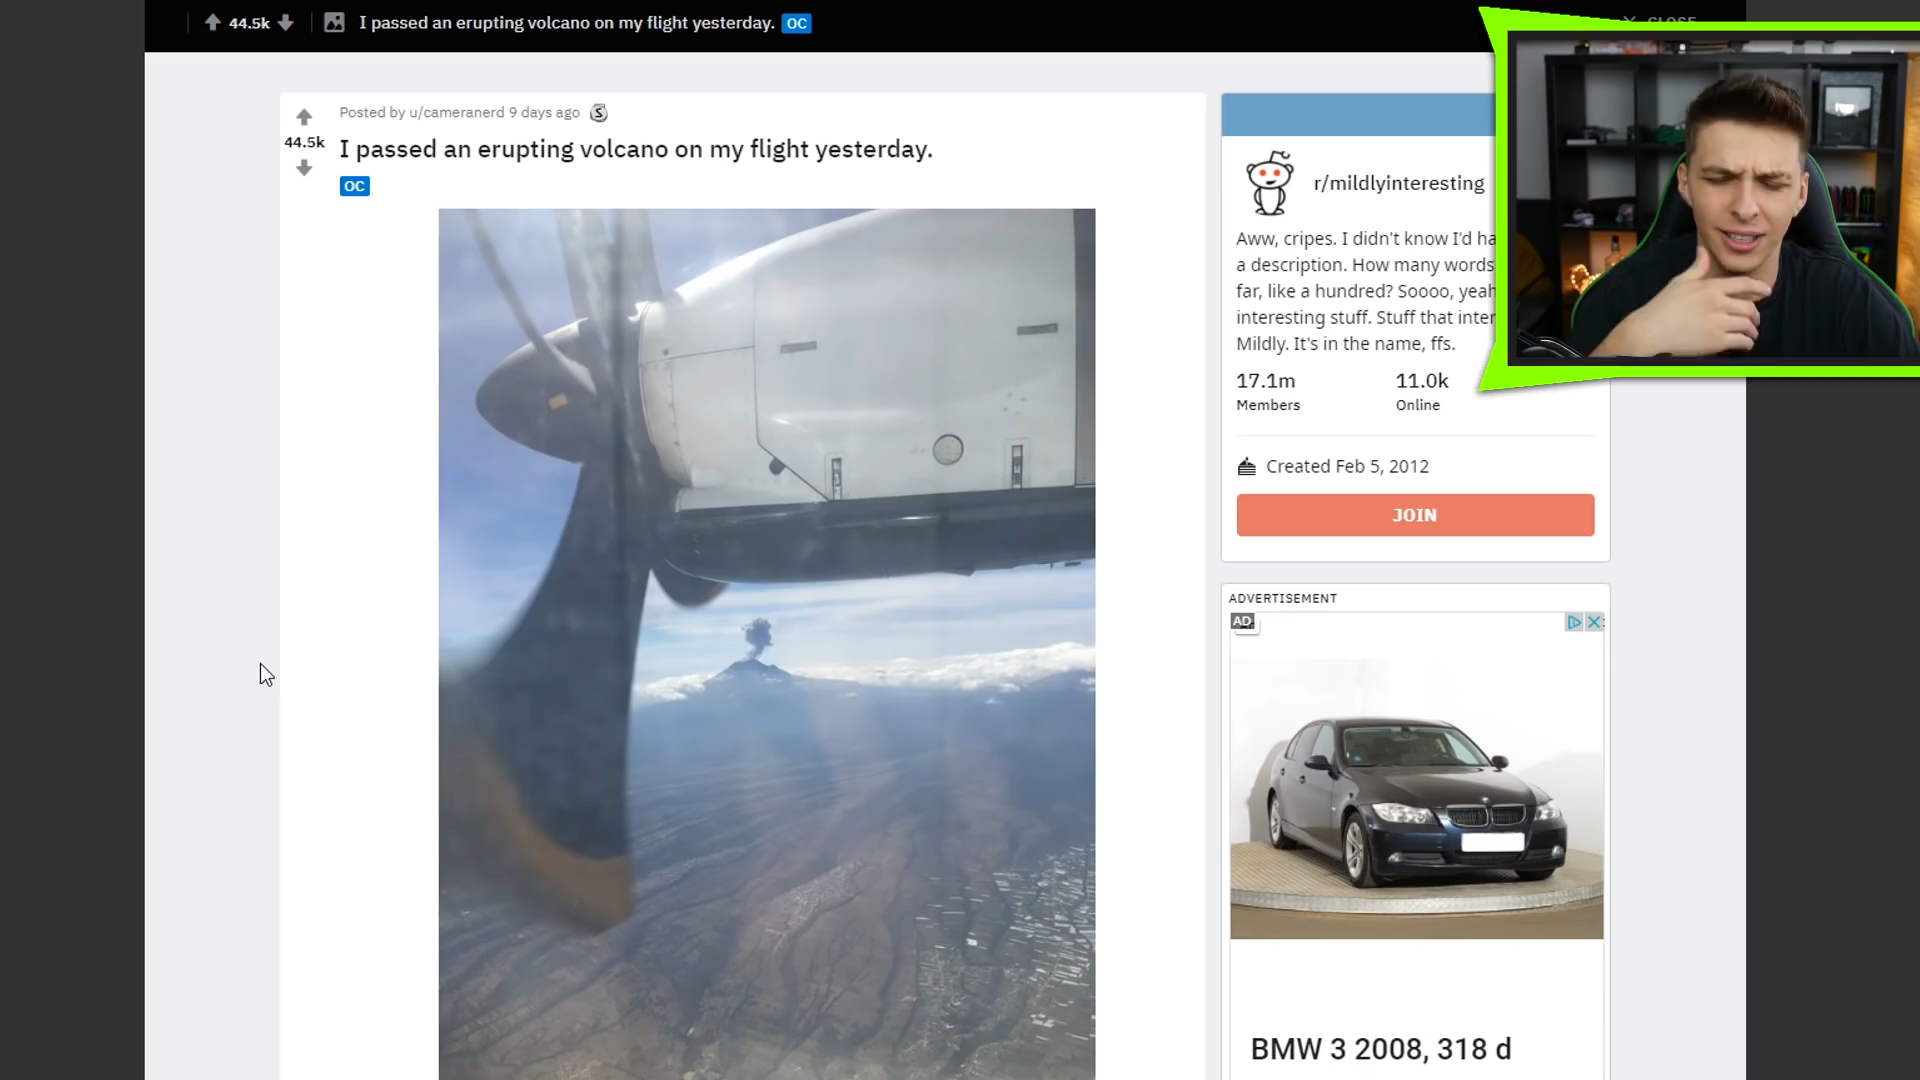 44.5k
I passed an erupting volcano on my flight yesterday. OC
CLOSE
Posted by u/cameranerd 9 days ago
44.5k
I passed an erupting volcano on my flight yesterday.
OC
r/mildlyinteresting
Aww, cripes. I didn't know I'd ha
a description. How many words
far, like a hundred? Soooo, yeah
interesting stuff. Stuff that inter
Mildly. It's in the name, ffs.
17.1m 11.0k
Members Online
Created Feb 5, 2012
JOIN
ADVERTISEMENT
AD
BMW 3 2008, 318 d